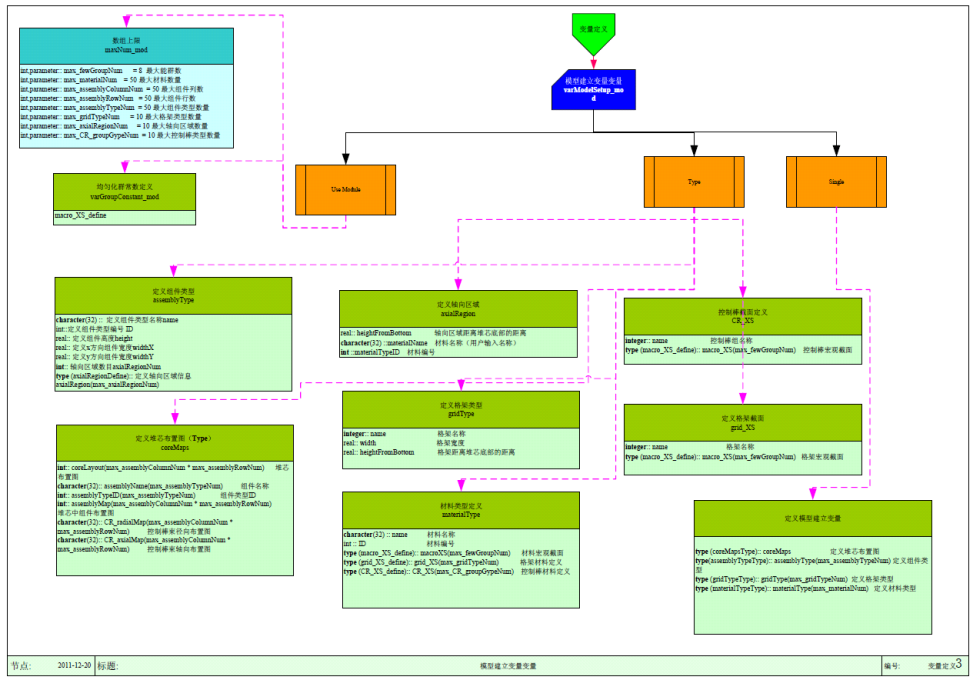 变量定义
模型建立变量变量
varModelSetup_mo
d
数组上限
maxNum_mod
int,parameter:: max_fewGroupNum = 8 最大能群数
int,parameter:: max_materialNum = 50 最大材料数量
int,parameter:: max_assemblyColumnNum = 50 最大组件列数
int,parameter:: max_assemblyRowNum = 50 最大组件行数
int,parameter:: max_assemblyTypeNum = 50 最大组件类型数量
int,parameter:: max_gridTypeNum = 10 最大格架类型数量
int,parameter:: max_axialRegionNum = 10 最大轴向区域数量
int,parameter:: max_CR_groupGypeNum = 10 最大控制棒类型数量
均匀化群常数定义
varGroupConstant_mod
macro_XS_define
Use Module
Type
Single
定义组件类型
assemblyType
character(32) :: 定义组件类型名称name
int::定义组件类型编号 ID
real:: 定义组件高度height
real:: 定义x方向组件宽度widthX
real:: 定义y方向组件宽度widthY
int:: 轴向区域数目axialRegionNum
type (axialRegionDefine):: 定义轴向区域信息
axialRegion(max_axialRegionNum)
定义轴向区域
axialRegion
real:: heightFromBottom 轴向区域距离堆芯底部的距离
character(32) ::materialName 材料名称（用户输入名称）
int ::materialTypeID 材料编号
控制棒截面定义
CR_XS
integer:: name 控制棒组名称
type (macro_XS_define):: macro_XS(max_fewGroupNum) 控制棒宏观截面
定义堆芯布置图（Type）
coreMaps
int:: coreLayout(max_assemblyColumnNum * max_assemblyRowNum) 堆芯
布置图
character(32):: assemblyName(max_assemblyTypeNum) 组件名称
int:: assemblyTypeID(max_assemblyTypeNum) 组件类型ID
int:: assemblyMap(max_assemblyColumnNum * max_assemblyRowNum)
堆芯中组件布置图
character(32):: CR_radialMap(max_assemblyColumnNum *
max_assemblyRowNum) 控制棒束径向布置图
character(32):: CR_axialMap(max_assemblyColumnNum *
max_assemblyRowNum) 控制棒束轴向布置图
定义格架类型
gridType
integer:: name 格架名称
real:: width 格架宽度
real:: heightFromBottom 格架距离堆芯底部的距离
定义格架截面
grid_XS
integer:: name 格架名称
type (macro_XS_define):: macro_XS(max_fewGroupNum) 格架宏观截面
材料类型定义
materialType
character(32) :: name 材料名称
int :: ID 材料编号
type (macro_XS_define):: macroXS(max_fewGroupNum) 材料宏观截面
type (grid_XS_define):: grid_XS(max_gridTypeNum) 格架材料定义
type (CR_XS_define):: CR_XS(max_CR_groupGypeNum) 控制棒材料定义
定义模型建立变量
type (coreMapsType):: coreMaps 定义堆芯布置图
type(assemblyTypeType):: assemblyType(max_assemblyTypeNum) 定义组件类
型
type (gridTypeType):: gridType(max_gridTypeNum) 定义格架类型
type (materialTypeType):: materialType(max_materialNum) 定义材料类型
节点: 2011-12-20 标题: 模型建立变量变量 编号: 变量定义3